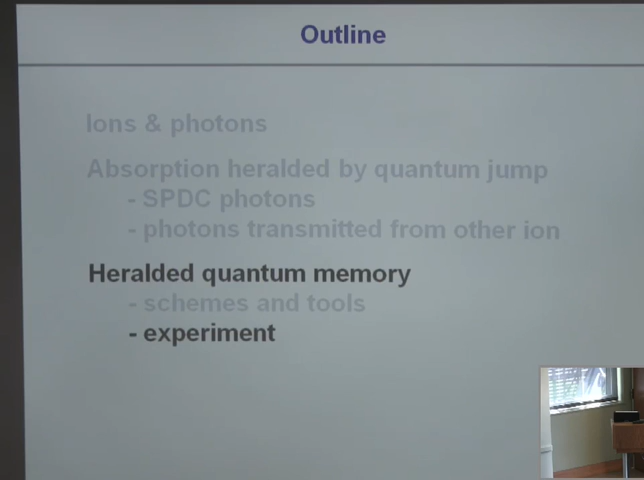 Outline
Ions & photons
Absorption heralded by quantum jump
- SPDC photons
- photons transmitted from other ion
Heralded quantum memory
- schemes and tools
- experiment